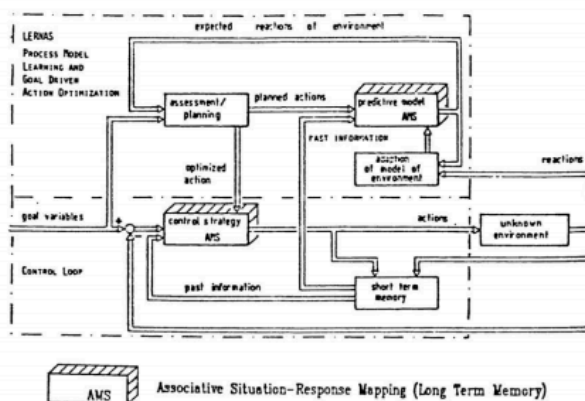 expected reactions of environment
LERNAS
PROCESS MODEL
LEARNING AND
GOAL DRIVEN
ACTION OPTIMIZATION
assessment/
planning
planned actions
predictive model
AMS
PAST INFORMATION
adaption
of model of
environment
reactions
optimized
action
goal variables
+
-
control strategy
AMS
actions
unknown
environment
CONTROL LOOP
past information
short term
memory
AMS
Associative Situation-Response Mapping (Long Term Memory)